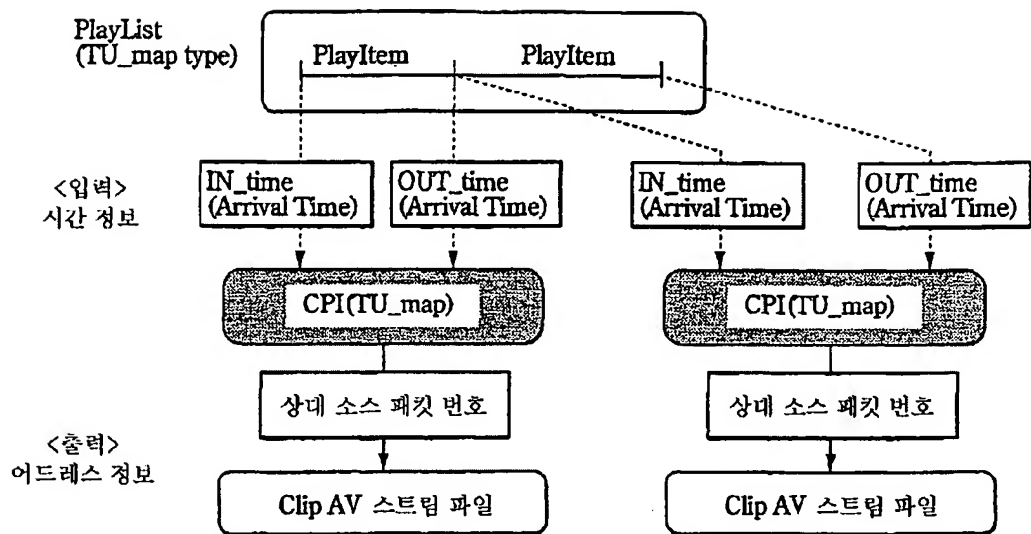 PlayList
(TU_map type)
PlayItem
PlayItem
<입력>
시간 정보
IN_time
(Arrival Time)
OUT_time
(Arrival Time)
IN_time
(Arrival Time)
OUT_time
(Arrival Time)
CPI(TU_map)
CPI(TU_map)
상대 소스 패킷 번호
상대 소스 패킷 번호
<출력>
어드레스 정보
Clip AV 스트림 파일
Clip AV 스트림 파일